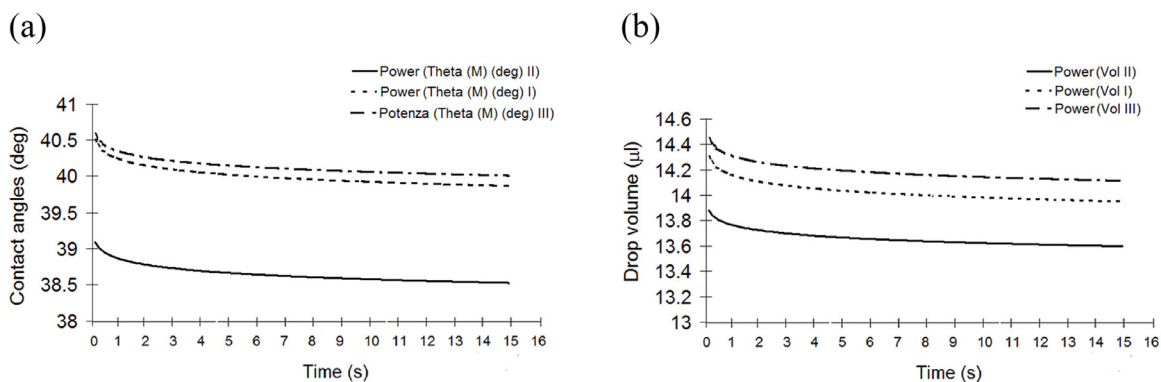 (a)
Power (Theta (M) (deg) II)
Power (Theta (M) (deg) I)
Potenza (Theta (M) (deg) III)
Contact angles (deg)
41
40.5
40
39.5
39
38.5
38
0 1 2 3 4 5 6 7 8 9 10 11 12 13 14 15 16
Time (s)
(b)
Power (Vol II)
Power(Vol I)
Power(Vol III)
Drop volume (µl)
14.6
14.4
14.2
14
13.8
13.6
13.4
13.2
13
0 1 2 3 4 5 6 7 8 9 10 11 12 13 14 15 16
Time (s)